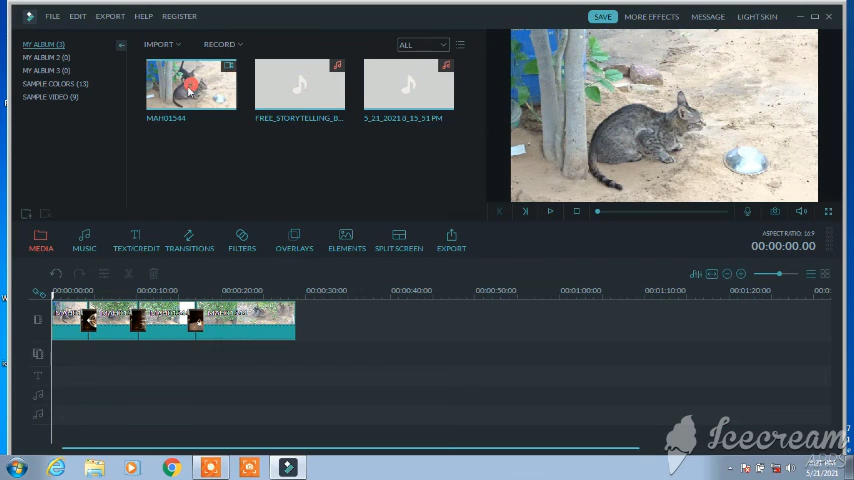 FILE EDIT EXPORT HELP REGISTER SAVE MORE EFFECTS MESSAGE LIGHT SKIN
MY ALBUM (3) IMPORT RECORD ALL
MY ALBUM 2 (0)
MY ALBUM 3 (0)
SAMPLE COLORS (13)
SAMPLE VIDEO (9)
MAH01544 FREE_STORYTELLING_B... 5_21_2021 8_15_51 PM
MEDIA MUSIC TEXT/CREDIT TRANSITIONS FILTERS OVERLAYS ELEMENTS SPLIT SCREEN EXPORT
ASPECT RATIO: 16:9
00:00:00.00
00:00:00:00 00:00:10:00 00:00:20:00 00:00:30:00 00:00:40:00 00:00:50:00 00:01:00:00 00:01:10:00 00:01:20:00
Icecream
APPS
5/21/2021